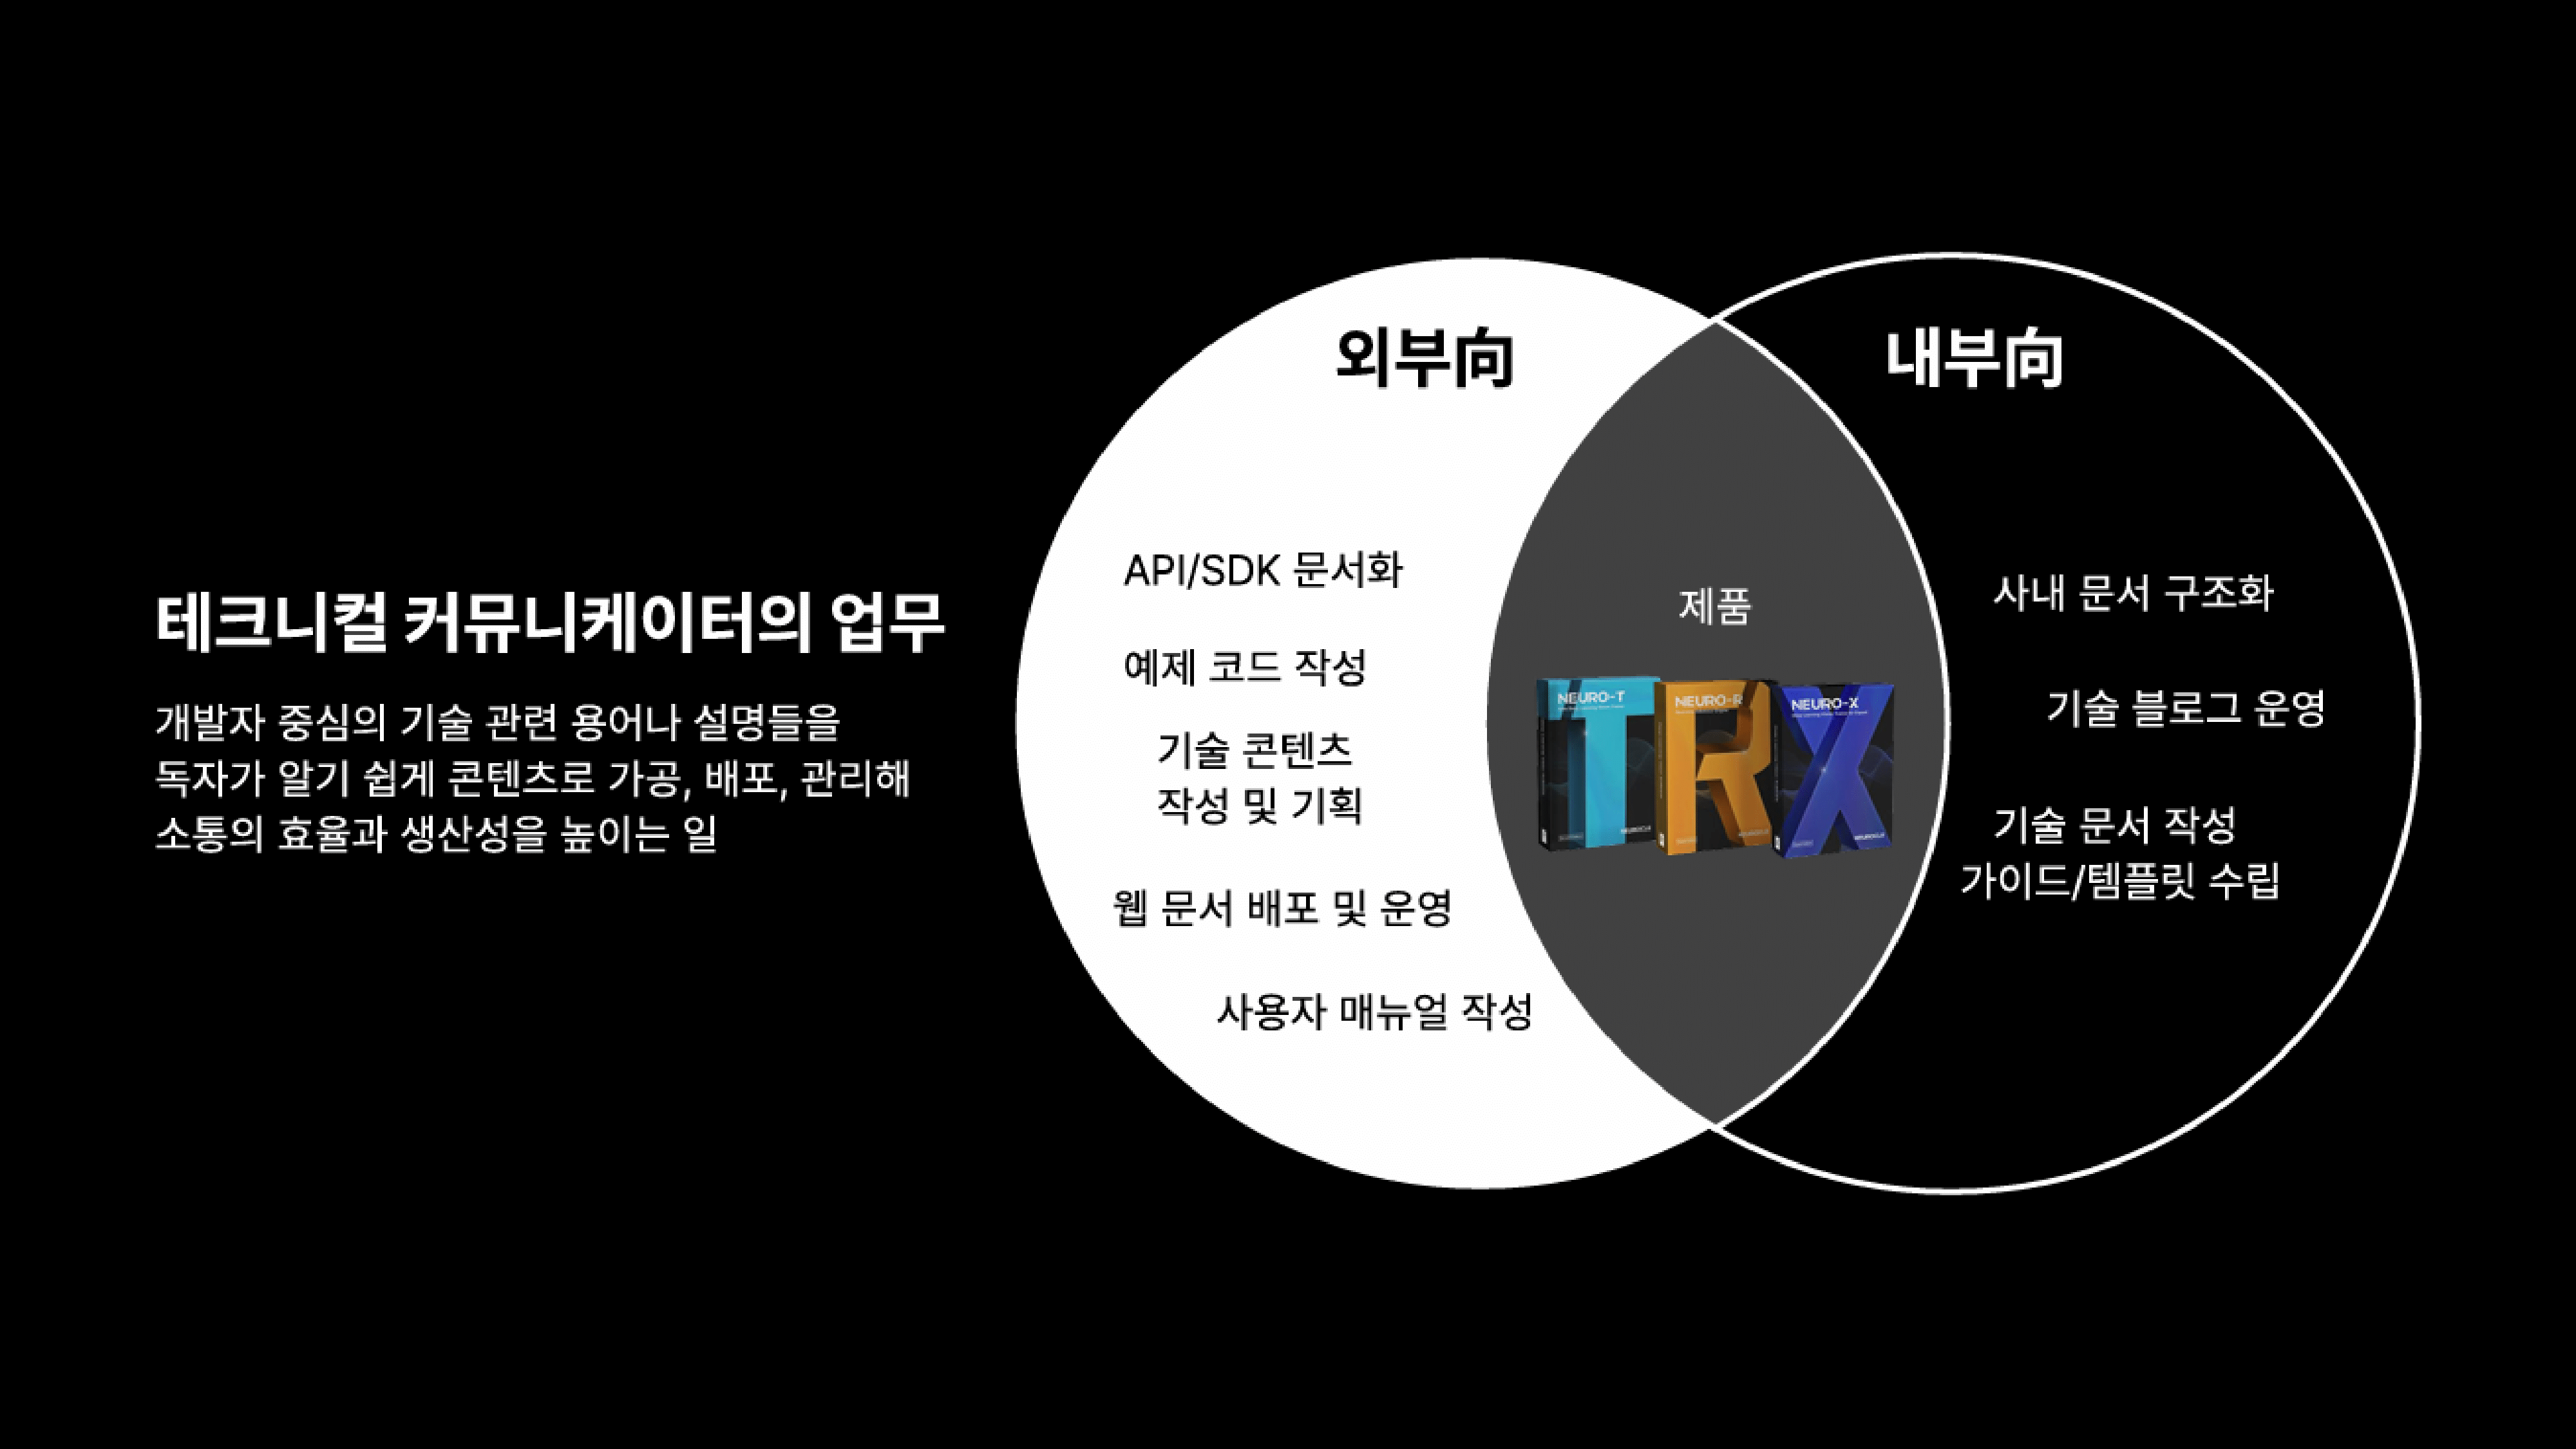 테크니컬 커뮤니케이터의 업무
개발자 중심의 기술 관련 용어나 설명들을
독자가 알기 쉽게 콘텐츠로 가공, 배포, 관리해
소통의 효율과 생산성을 높이는 일
외부向
API/SDK 문서화
예제 코드 작성
기술 콘텐츠
작성 및 기획
웹 문서 배포 및 운영
사용자 매뉴얼 작성
제품
NEURO-T
NEURO-R
NEURO-X
내부向
사내 문서 구조화
기술 블로그 운영
기술 문서 작성
가이드/템플릿 수립